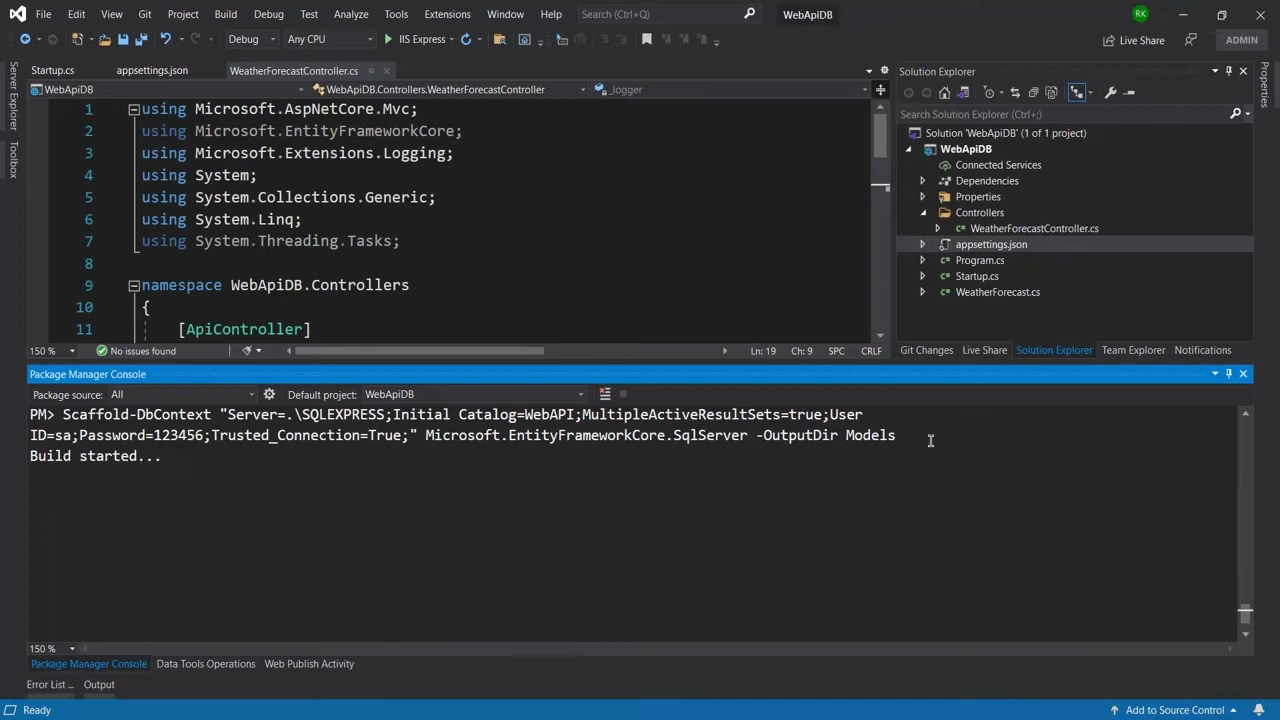 File Edit View Git Project Build Debug Test Analyze Tools Extensions Window Help Search (Ctrl+Q) WebApiDB RK
Debug Any CPU IIS Express Live Share ADMIN
Startup.cs appsettings.json WeatherForecastController.cs
WebApiDB WebApiDB.Controllers.WeatherForecastController _logger
Server Explorer
Toolbox
1 using Microsoft.AspNetCore.Mvc;
2 using Microsoft.EntityFrameworkCore;
3 using Microsoft.Extensions.Logging;
4 using System;
5 using System.Collections.Generic;
6 using System.Linq;
7 using System.Threading.Tasks;
8
9 namespace WebApiDB.Controllers
10 {
11 [ApiController]
150 % No issues found Ln: 19 Ch: 9 SPC CRLF
Solution Explorer
Search Solution Explorer (Ctrl+;)
Solution 'WebApiDB' (1 of 1 project)
WebApiDB
Connected Services
Dependencies
Properties
Controllers
WeatherForecastController.cs
appsettings.json
Program.cs
Startup.cs
WeatherForecast.cs
Git Changes Live Share Solution Explorer Team Explorer Notifications
Properties
Package Manager Console
Package source: All Default project: WebApiDB
PM> Scaffold-DbContext "Server=.\SQLEXPRESS;Initial Catalog=WebAPI;MultipleActiveResultSets=true;User
ID=sa;Password=123456;Trusted_Connection=True;" Microsoft.EntityFrameworkCore.SqlServer -OutputDir Models
Build started...
150 %
Package Manager Console Data Tools Operations Web Publish Activity
Error List ... Output
Ready Add to Source Control